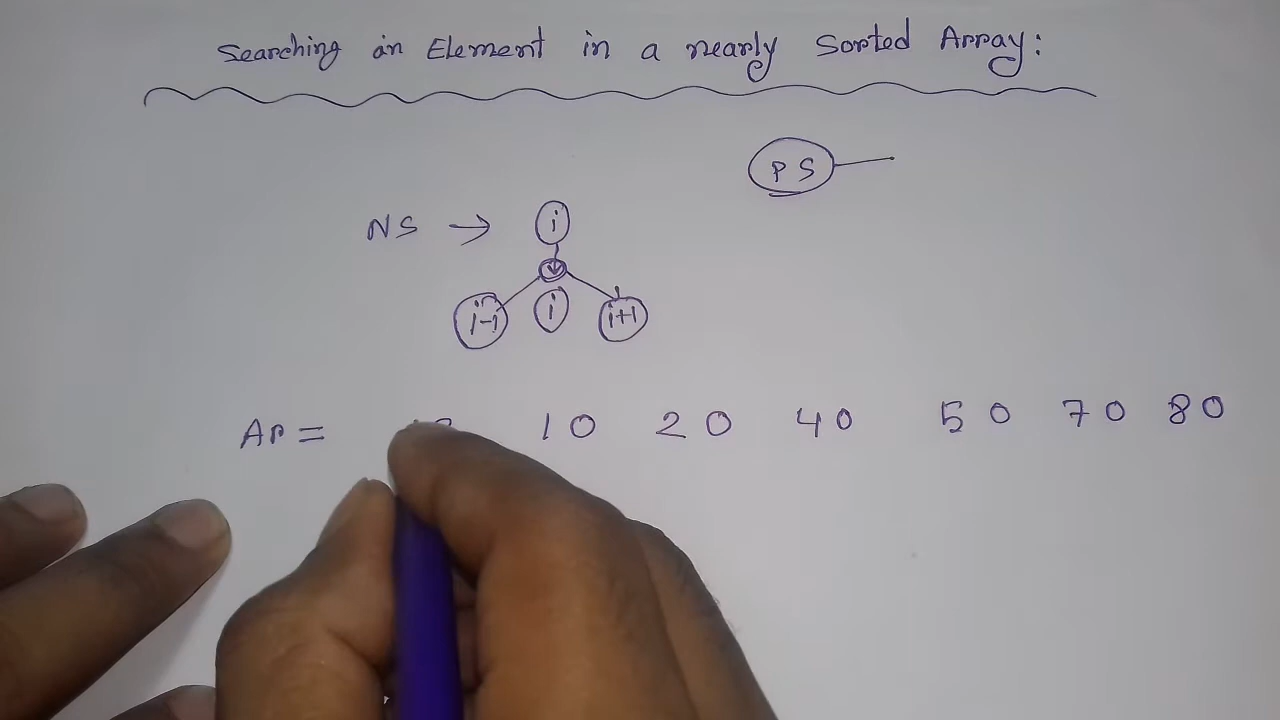 Searching an Element in a nearly Sorted Array:
PS
NS → i
i-1 i i+1
Ar = 10 20 40 50 70 80